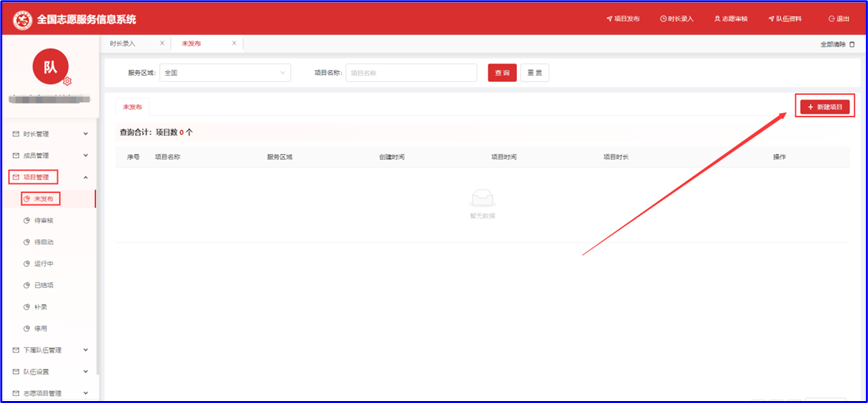 全国志愿服务信息系统
项目发布 时长录入 志愿审核 队伍资料 退出
时长录入 × 未发布 × 全部清除
队
服务区域: 全国 项目名称: 项目名称 查询 重置
未发布 + 新建项目
查询合计: 项目数 0 个
序号 项目名称 服务区域 创建时间 项目时间 项目时长 操作
暂无数据
时长管理
成员管理
项目管理
未发布
待审核
待启动
运行中
已结项
补录
停用
下属队伍管理
队伍设置
志愿项目管理